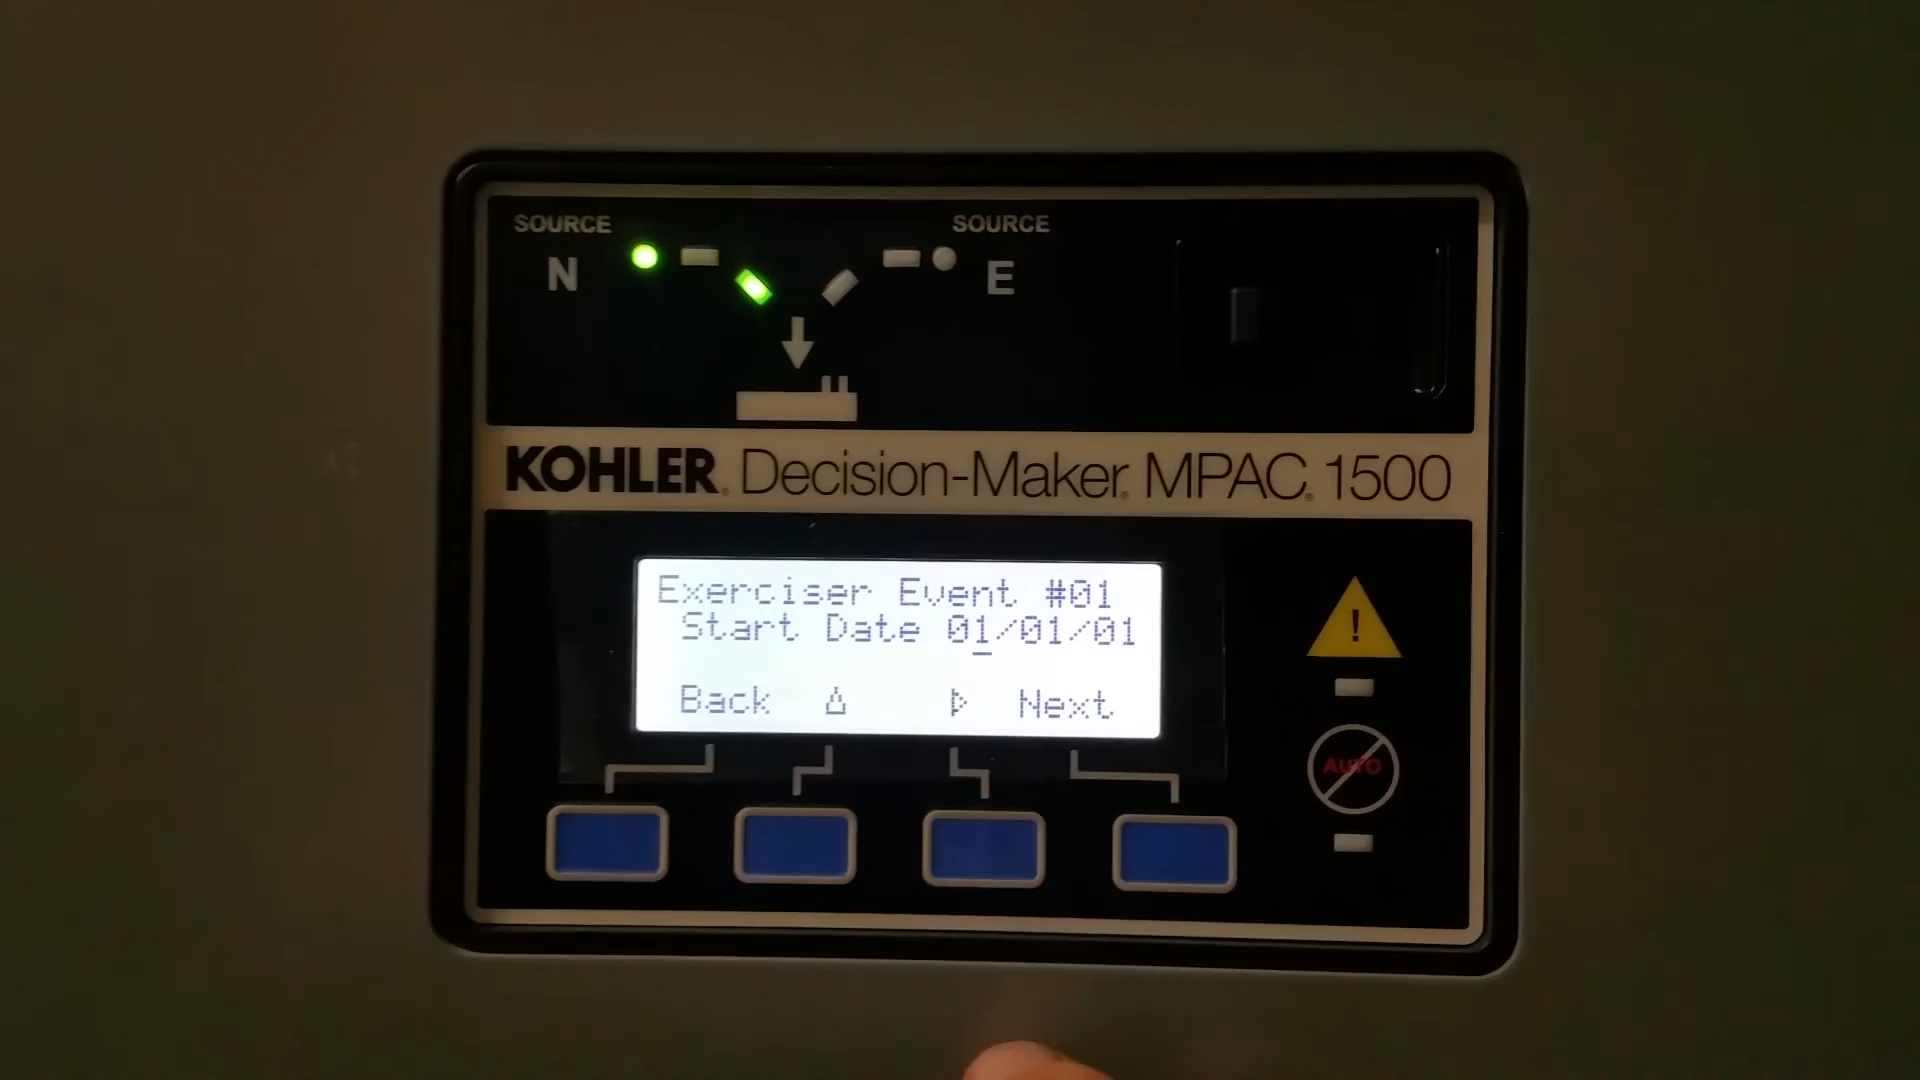 SOURCE
N
SOURCE
E
KOHLER® Decision-Maker® MPAC® 1500
Exerciser Event #01
Start Date 01/01/01
Back △ ▷ Next
!
AUTO